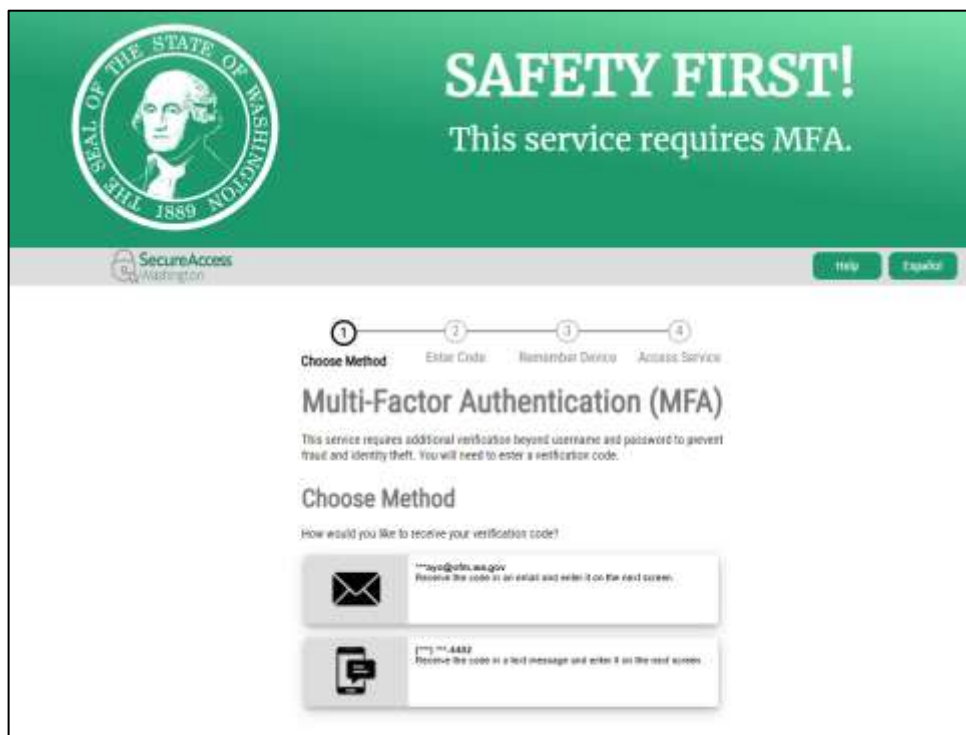 THE SEAL OF THE STATE OF WASHINGTON
1889
SAFETY FIRST!
This service requires MFA.
SecureAccess
Washington
Help
Español
1
2
3
4
Choose Method
Enter Code
Remember Device
Access Service
Multi-Factor Authentication (MFA)
This service requires additional verification beyond username and password to prevent
fraud and identity theft. You will need to enter a verification code.
Choose Method
How would you like to receive your verification code?
Receive the code in an email and enter it on the next screen.
(***) ***-4402
Receive the code in a text message and enter it on the next screen.